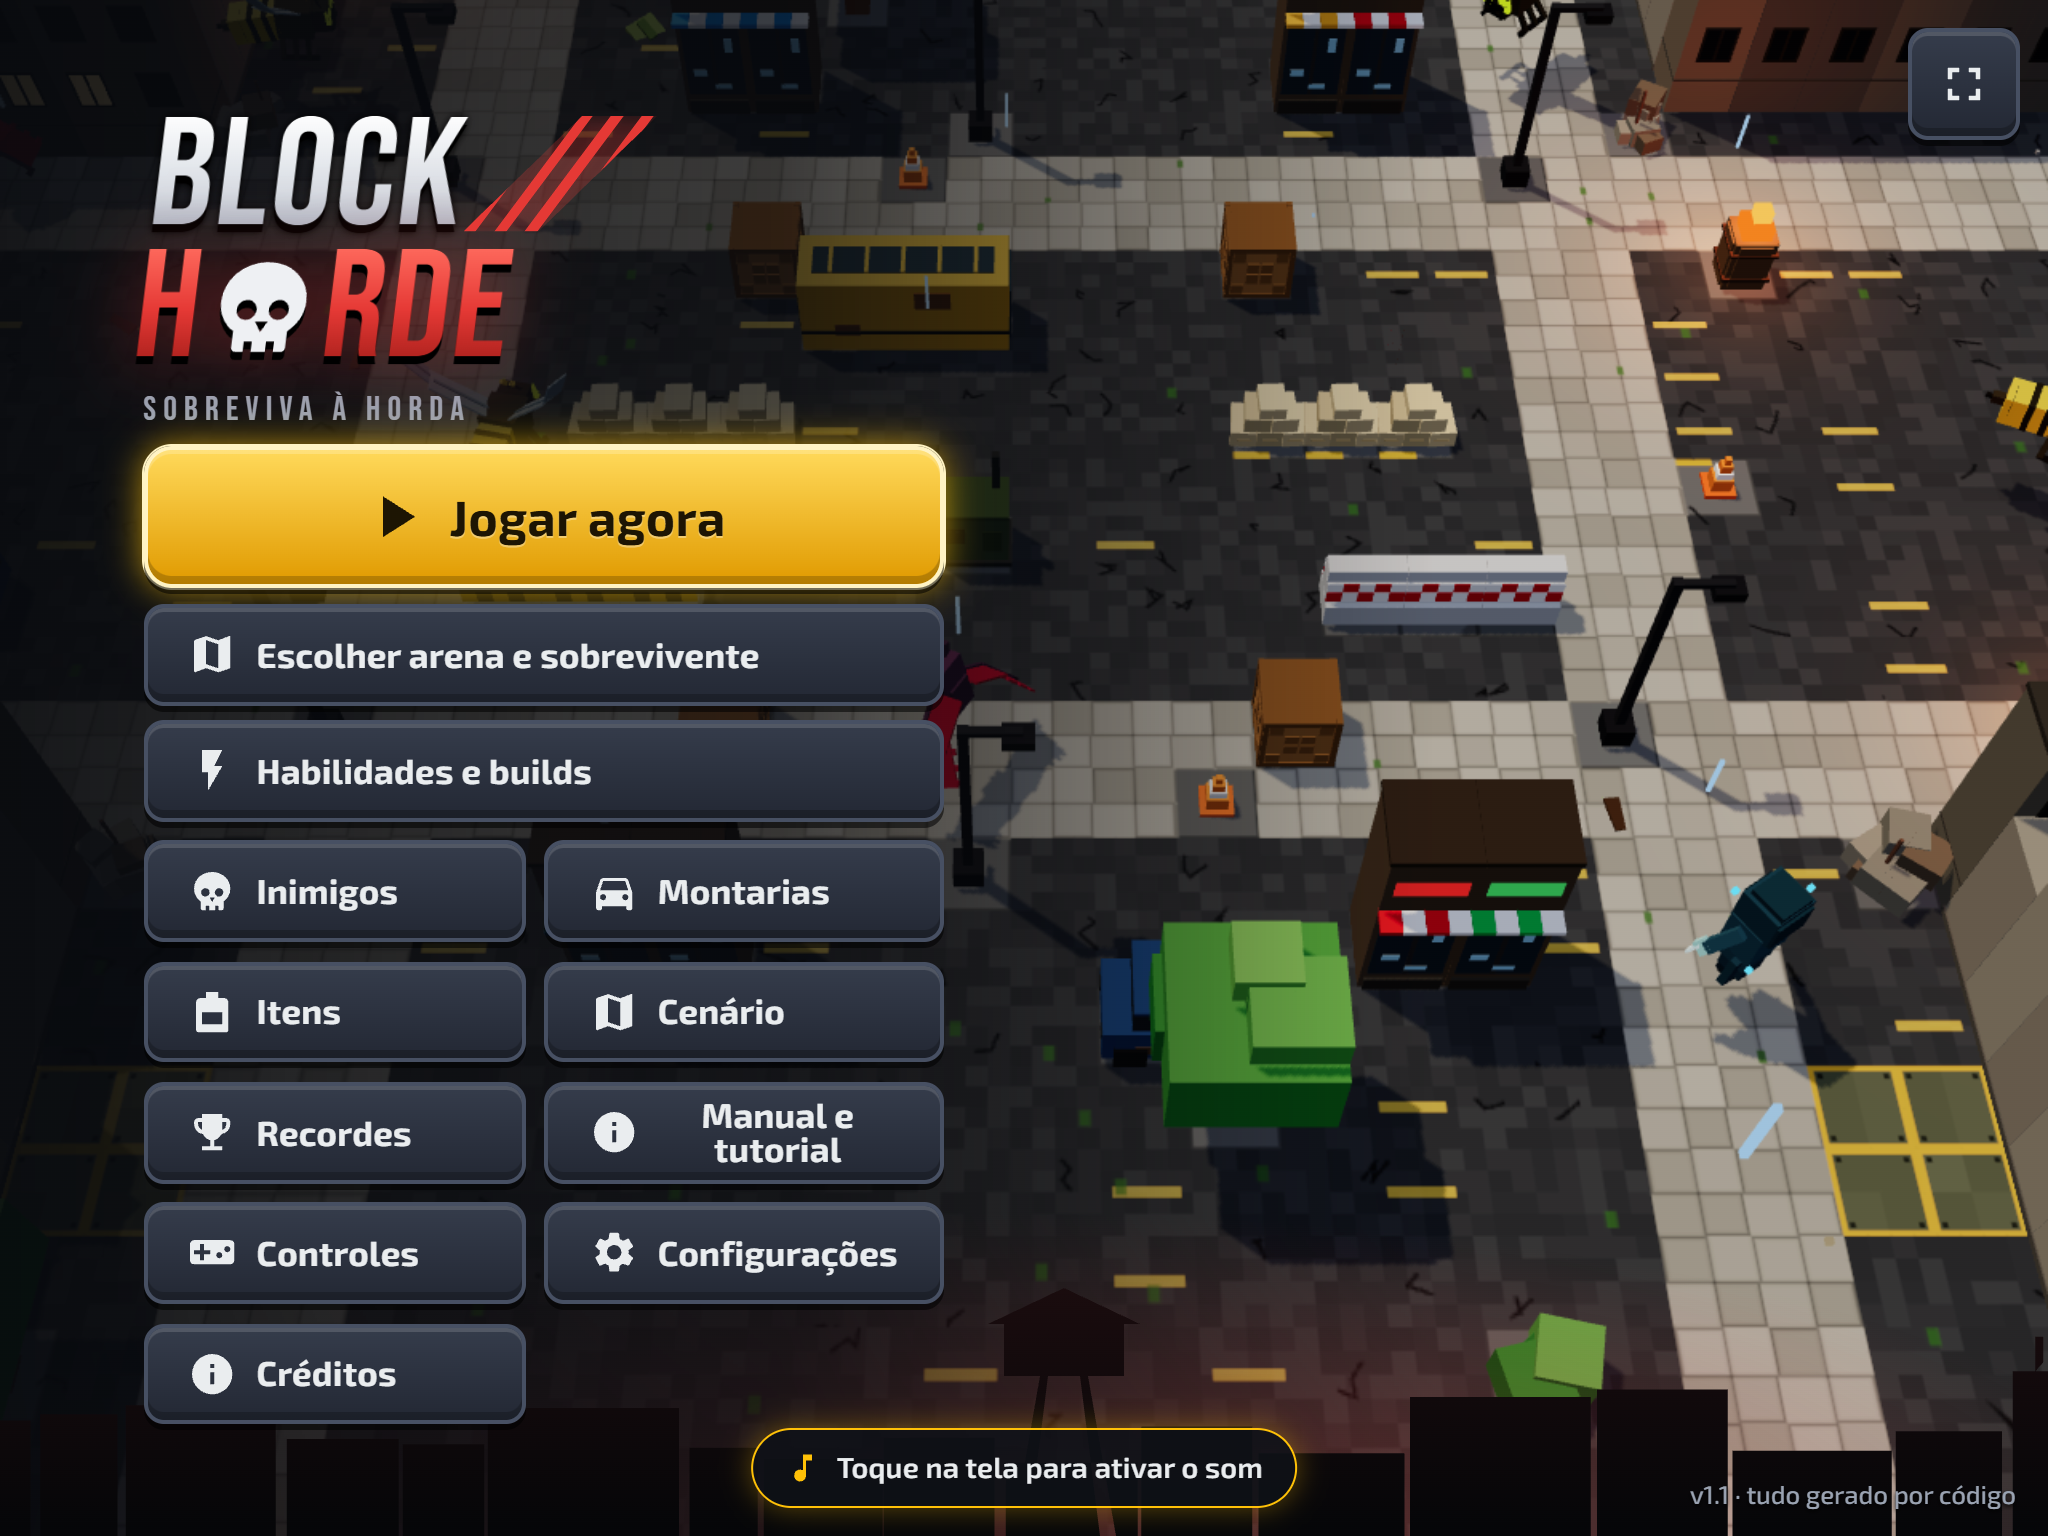 BLOCK
HORDE
SOBREVIVA À HORDA
Jogar agora
Escolher arena e sobrevivente
Habilidades e builds
Inimigos
Montarias
Itens
Cenário
Recordes
Manual e
tutorial
Controles
Configurações
Créditos
Toque na tela para ativar o som
v1.1 · tudo gerado por código